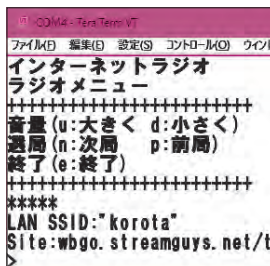 COM4 - Tera Term VT
ファイル(F) 編集(E) 設定(S) コントロール(O) ウイン
インターネットラジオ
ラジオメニュー
++++++++++++++++++++++++
音量(u:大きく d:小さく)
選局(n:次局 p:前局)
終了(e:終了)
++++++++++++++++++++++++
*****
LAN SSID:"korota"
Site:wbgo.streamguys.net/t
>